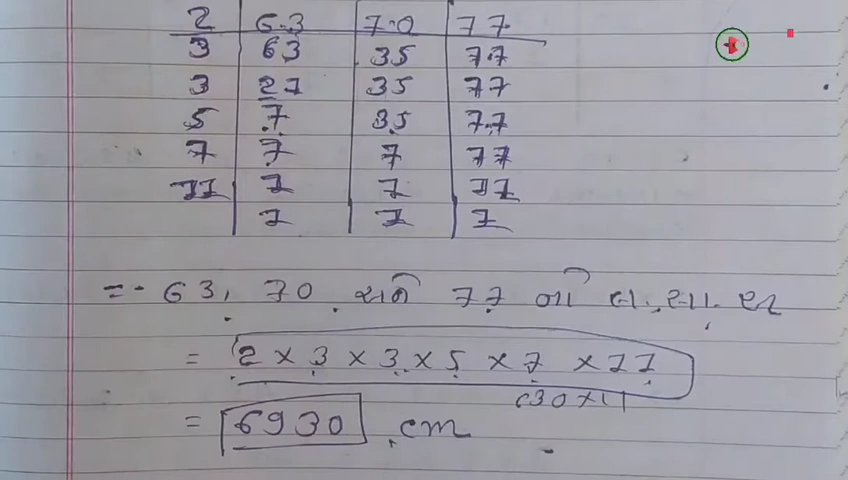 2 63 70 77
3 63 35 77
3 21 35 77
5 7 35 77
7 7 7 77
11 1 1 11
1 1 1
= 63, 70 અને 77 નો લ.સા.અ
= 2 × 3 × 3 × 5 × 7 × 11
630×11
= 6930 cm